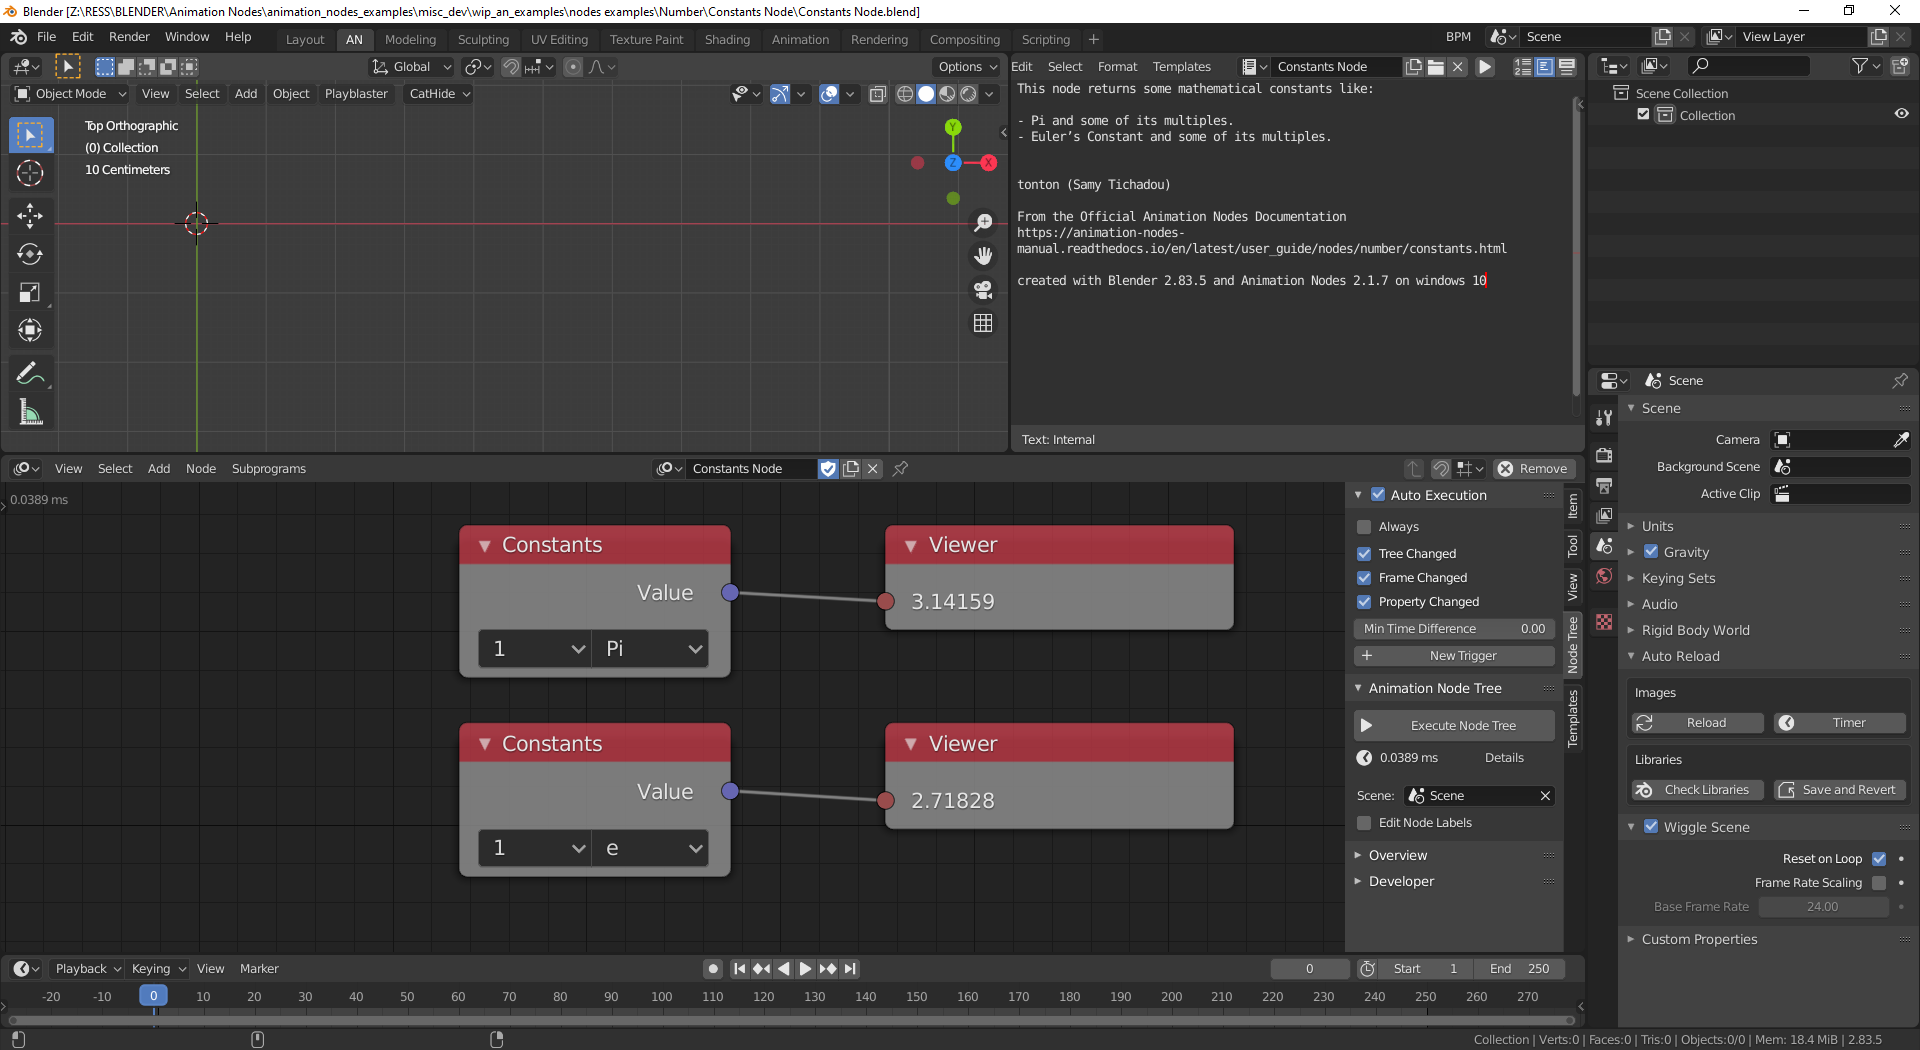 Blender [Z:\RESS\BLENDER\Animation Nodes\animation_nodes_examples\misc_dev\wip_an_examples\nodes examples\Number\Constants Node\Constants Node.blend]
File Edit Render Window Help
Layout AN Modeling Sculpting UV Editing Texture Paint Shading Animation Rendering Compositing Scripting +
BPM Scene View Layer
Global Options
Object Mode View Select Add Object Playblaster CatHide
Top Orthographic
(0) Collection
10 Centimeters
Y
Z
X
Edit Select Format Templates Constants Node
This node returns some mathematical constants like:
- Pi and some of its multiples.
- Euler’s Constant and some of its multiples.
tonton (Samy Tichadou)
From the Official Animation Nodes Documentation
https://animation-nodes-
manual.readthedocs.io/en/latest/user_guide/nodes/number/constants.html
created with Blender 2.83.5 and Animation Nodes 2.1.7 on windows 10
Text: Internal
Scene Collection
Collection
View Select Add Node Subprograms
Constants Node
Remove
0.0389 ms
Constants
Value
1 Pi
Viewer
3.14159
Constants
Value
1 e
Viewer
2.71828
Auto Execution
Always
Tree Changed
Frame Changed
Property Changed
Min Time Difference 0.00
New Trigger
Animation Node Tree
Execute Node Tree
0.0389 ms Details
Scene: Scene
Edit Node Labels
Overview
Developer
Item
Tool
View
Node Tree
Templates
Scene
Scene
Camera
Background Scene
Active Clip
Units
Gravity
Keying Sets
Audio
Rigid Body World
Auto Reload
Images
Reload Timer
Libraries
Check Libraries Save and Revert
Wiggle Scene
Reset on Loop
Frame Rate Scaling
Base Frame Rate 24.00
Custom Properties
Playback Keying View Marker
0 Start 1 End 250
-20 -10 0 10 20 30 40 50 60 70 80 90 100 110 120 130 140 150 160 170 180 190 200 210 220 230 240 250 260 270
Collection | Verts:0 | Faces:0 | Tris:0 | Objects:0/0 | Mem: 18.4 MiB | 2.83.5